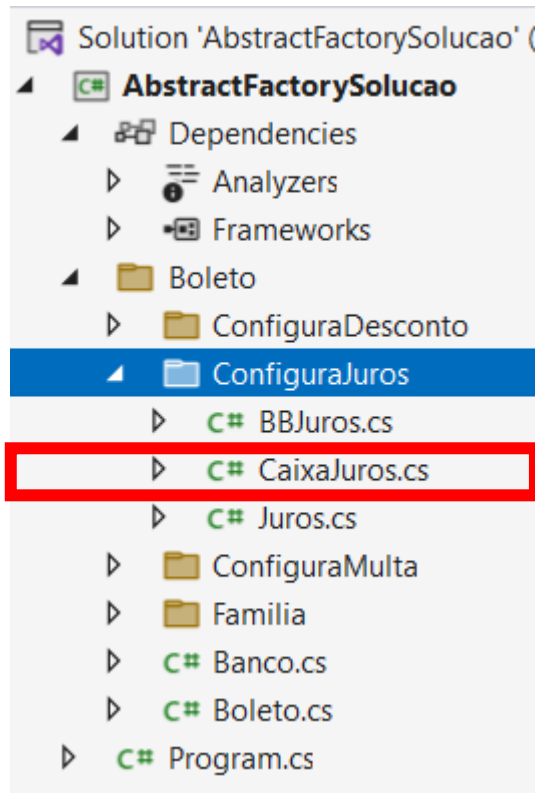 Solution 'AbstractFactorySolucao' (
C# AbstractFactorySolucao
Dependencies
Analyzers
Frameworks
Boleto
ConfiguraDesconto
ConfiguraJuros
C# BBJuros.cs
C# CaixaJuros.cs
C# Juros.cs
ConfiguraMulta
Familia
C# Banco.cs
C# Boleto.cs
C# Program.cs